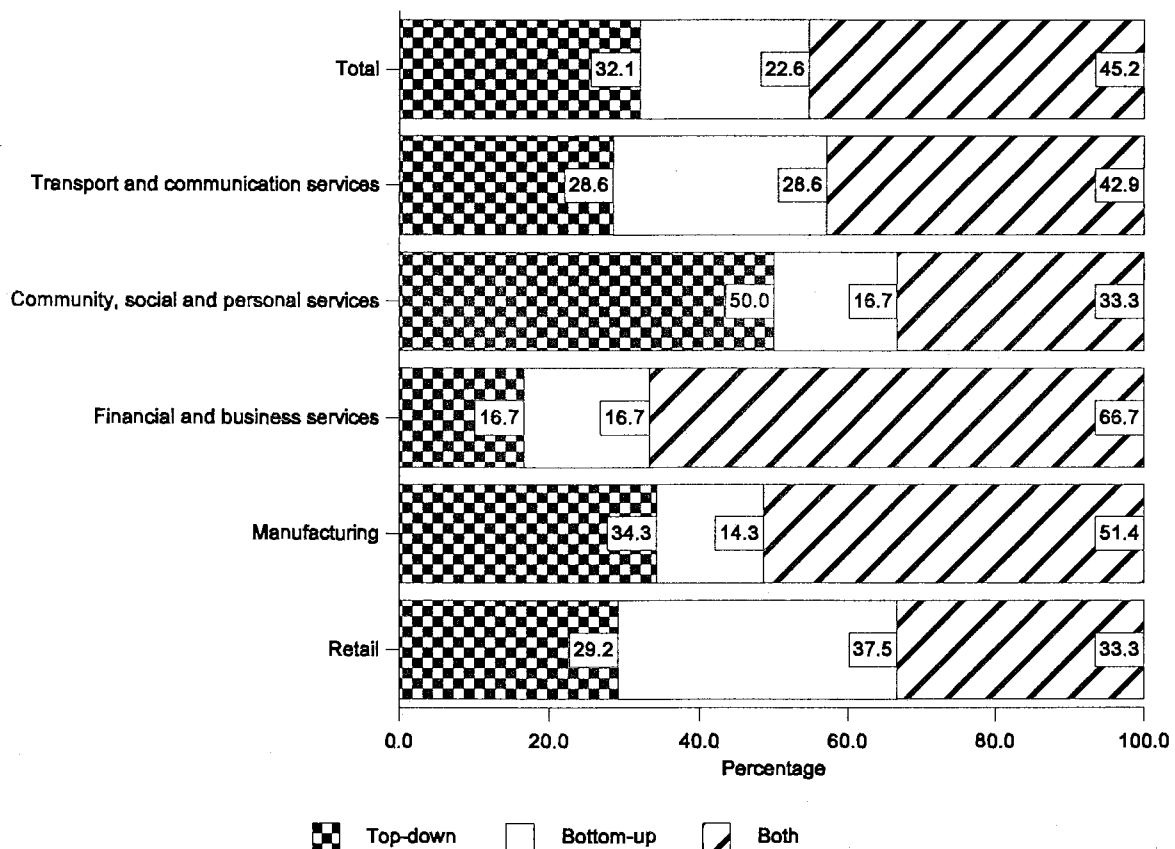 Total 32.1 22.6 45.2
Transport and communication services 28.6 28.6 42.9
Community, social and personal services 50.0 16.7 33.3
Financial and business services 16.7 16.7 66.7
Manufacturing 34.3 14.3 51.4
Retail 29.2 37.5 33.3
0.0 20.0 40.0 60.0 80.0 100.0
Percentage
Top-down Bottom-up Both